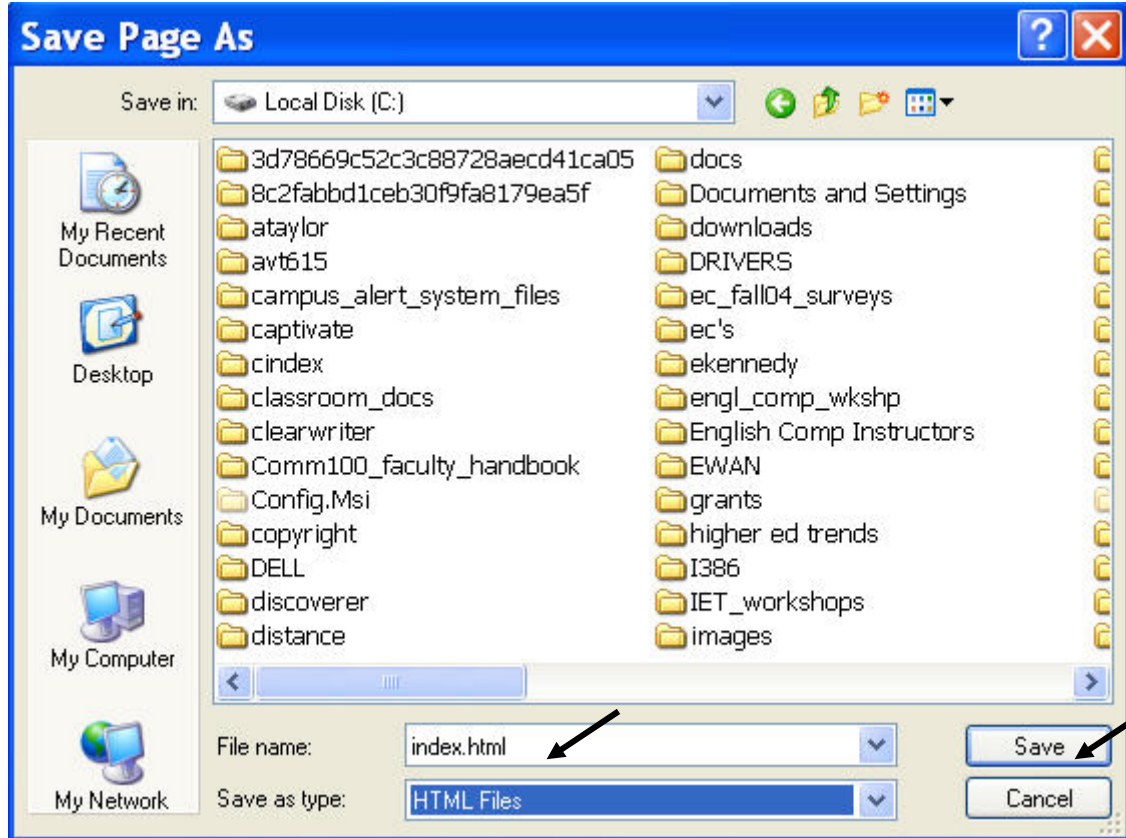 Save Page As
Save in:
Local Disk (C:)
My Recent
Documents
Desktop
My Documents
My Computer
My Network
3d78669c52c3c88728aecd41ca05
8c2fabbd1ceb30f9fa8179ea5f
ataylor
avt615
campus_alert_system_files
captivate
cindex
classroom_docs
clearwriter
Comm100_faculty_handbook
Config.Msi
copyright
DELL
discoverer
distance
docs
Documents and Settings
downloads
DRIVERS
ec_fall04_surveys
ec's
ekennedy
engl_comp_wkshp
English Comp Instructors
EWAN
grants
higher ed trends
I386
IET_workshops
images
File name:
index.html
Save
Save as type:
HTML Files
Cancel